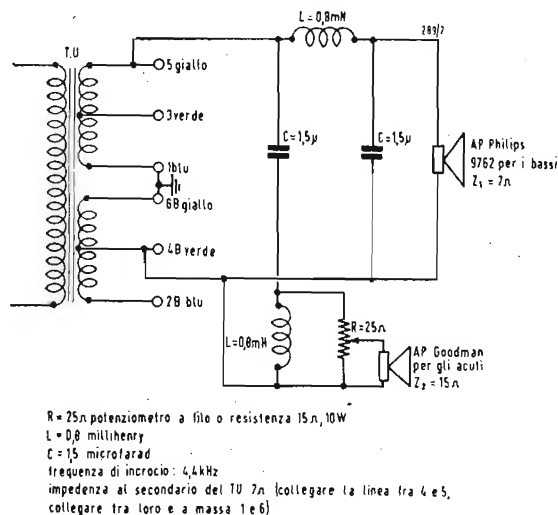 L = 0,8mH
289/2
T.U
5 giallo
3 verde
C = 1,5µ
C = 1,5µ
AP Philips
9762 per i bassi
Z₁ = 7Ω
1 blu
6B giallo
4B verde
2B blu
L = 0,8mH
R = 25Ω
AP Goodman
per gli acuti
Z₂ = 15Ω
R = 25Ω potenziometro a filo o resistenza 15Ω, 10W
L = 0,8 millihenry
C = 1,5 microfarad
frequenza di incrocio: 4,4kHz
impedenza al secondario del TU 7Ω (collegare la linea fra 4 e 5,
collegare tra loro e a massa 1 e 6)